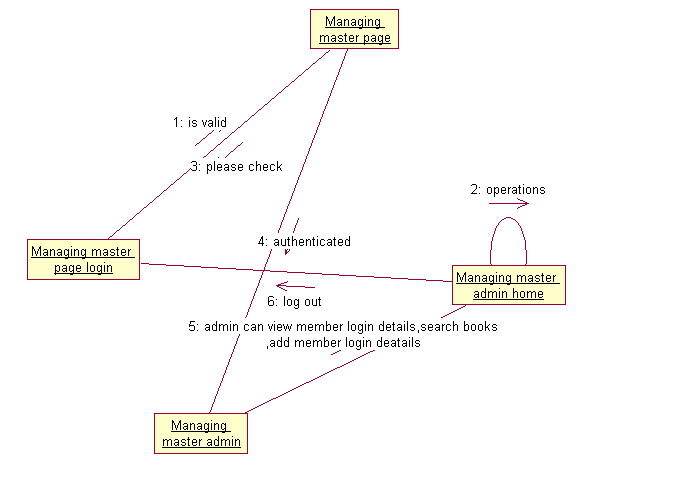 Managing
master page
1: is valid
3: please check
2: operations
4: authenticated
Managing master
page login
Managing master
admin home
6: log out
5: admin can view member login details,search books
,add member login deatails
Managing
master admin